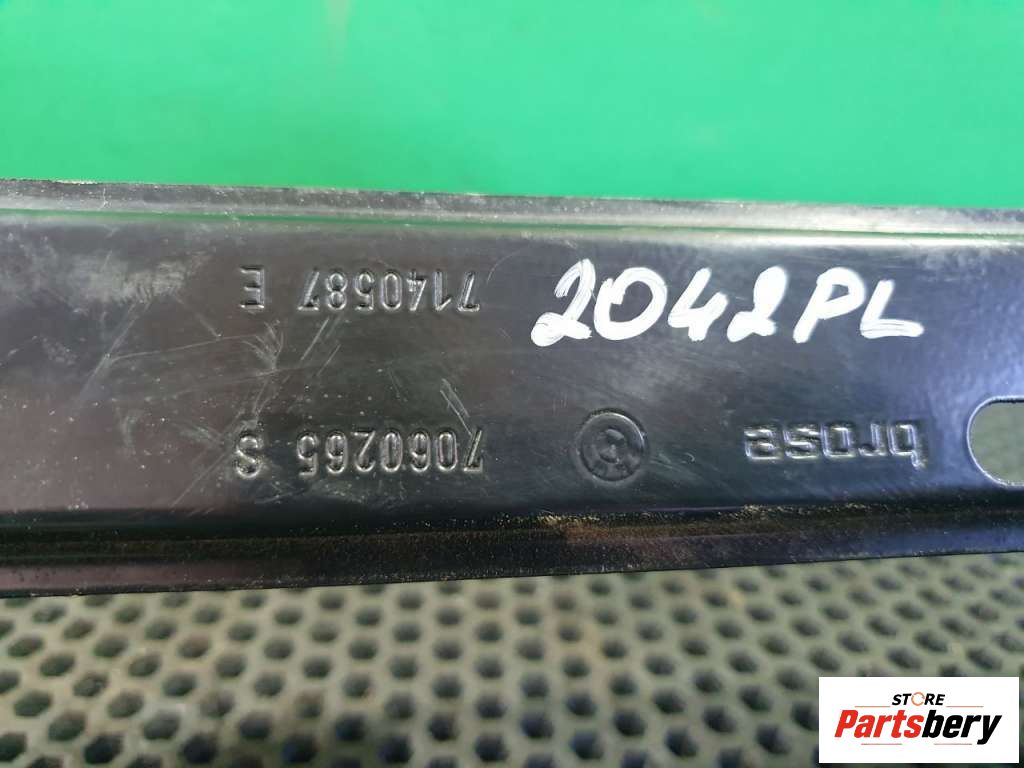 7140587 E
2042PL
7060265 S
brose
STORE
Partsbery